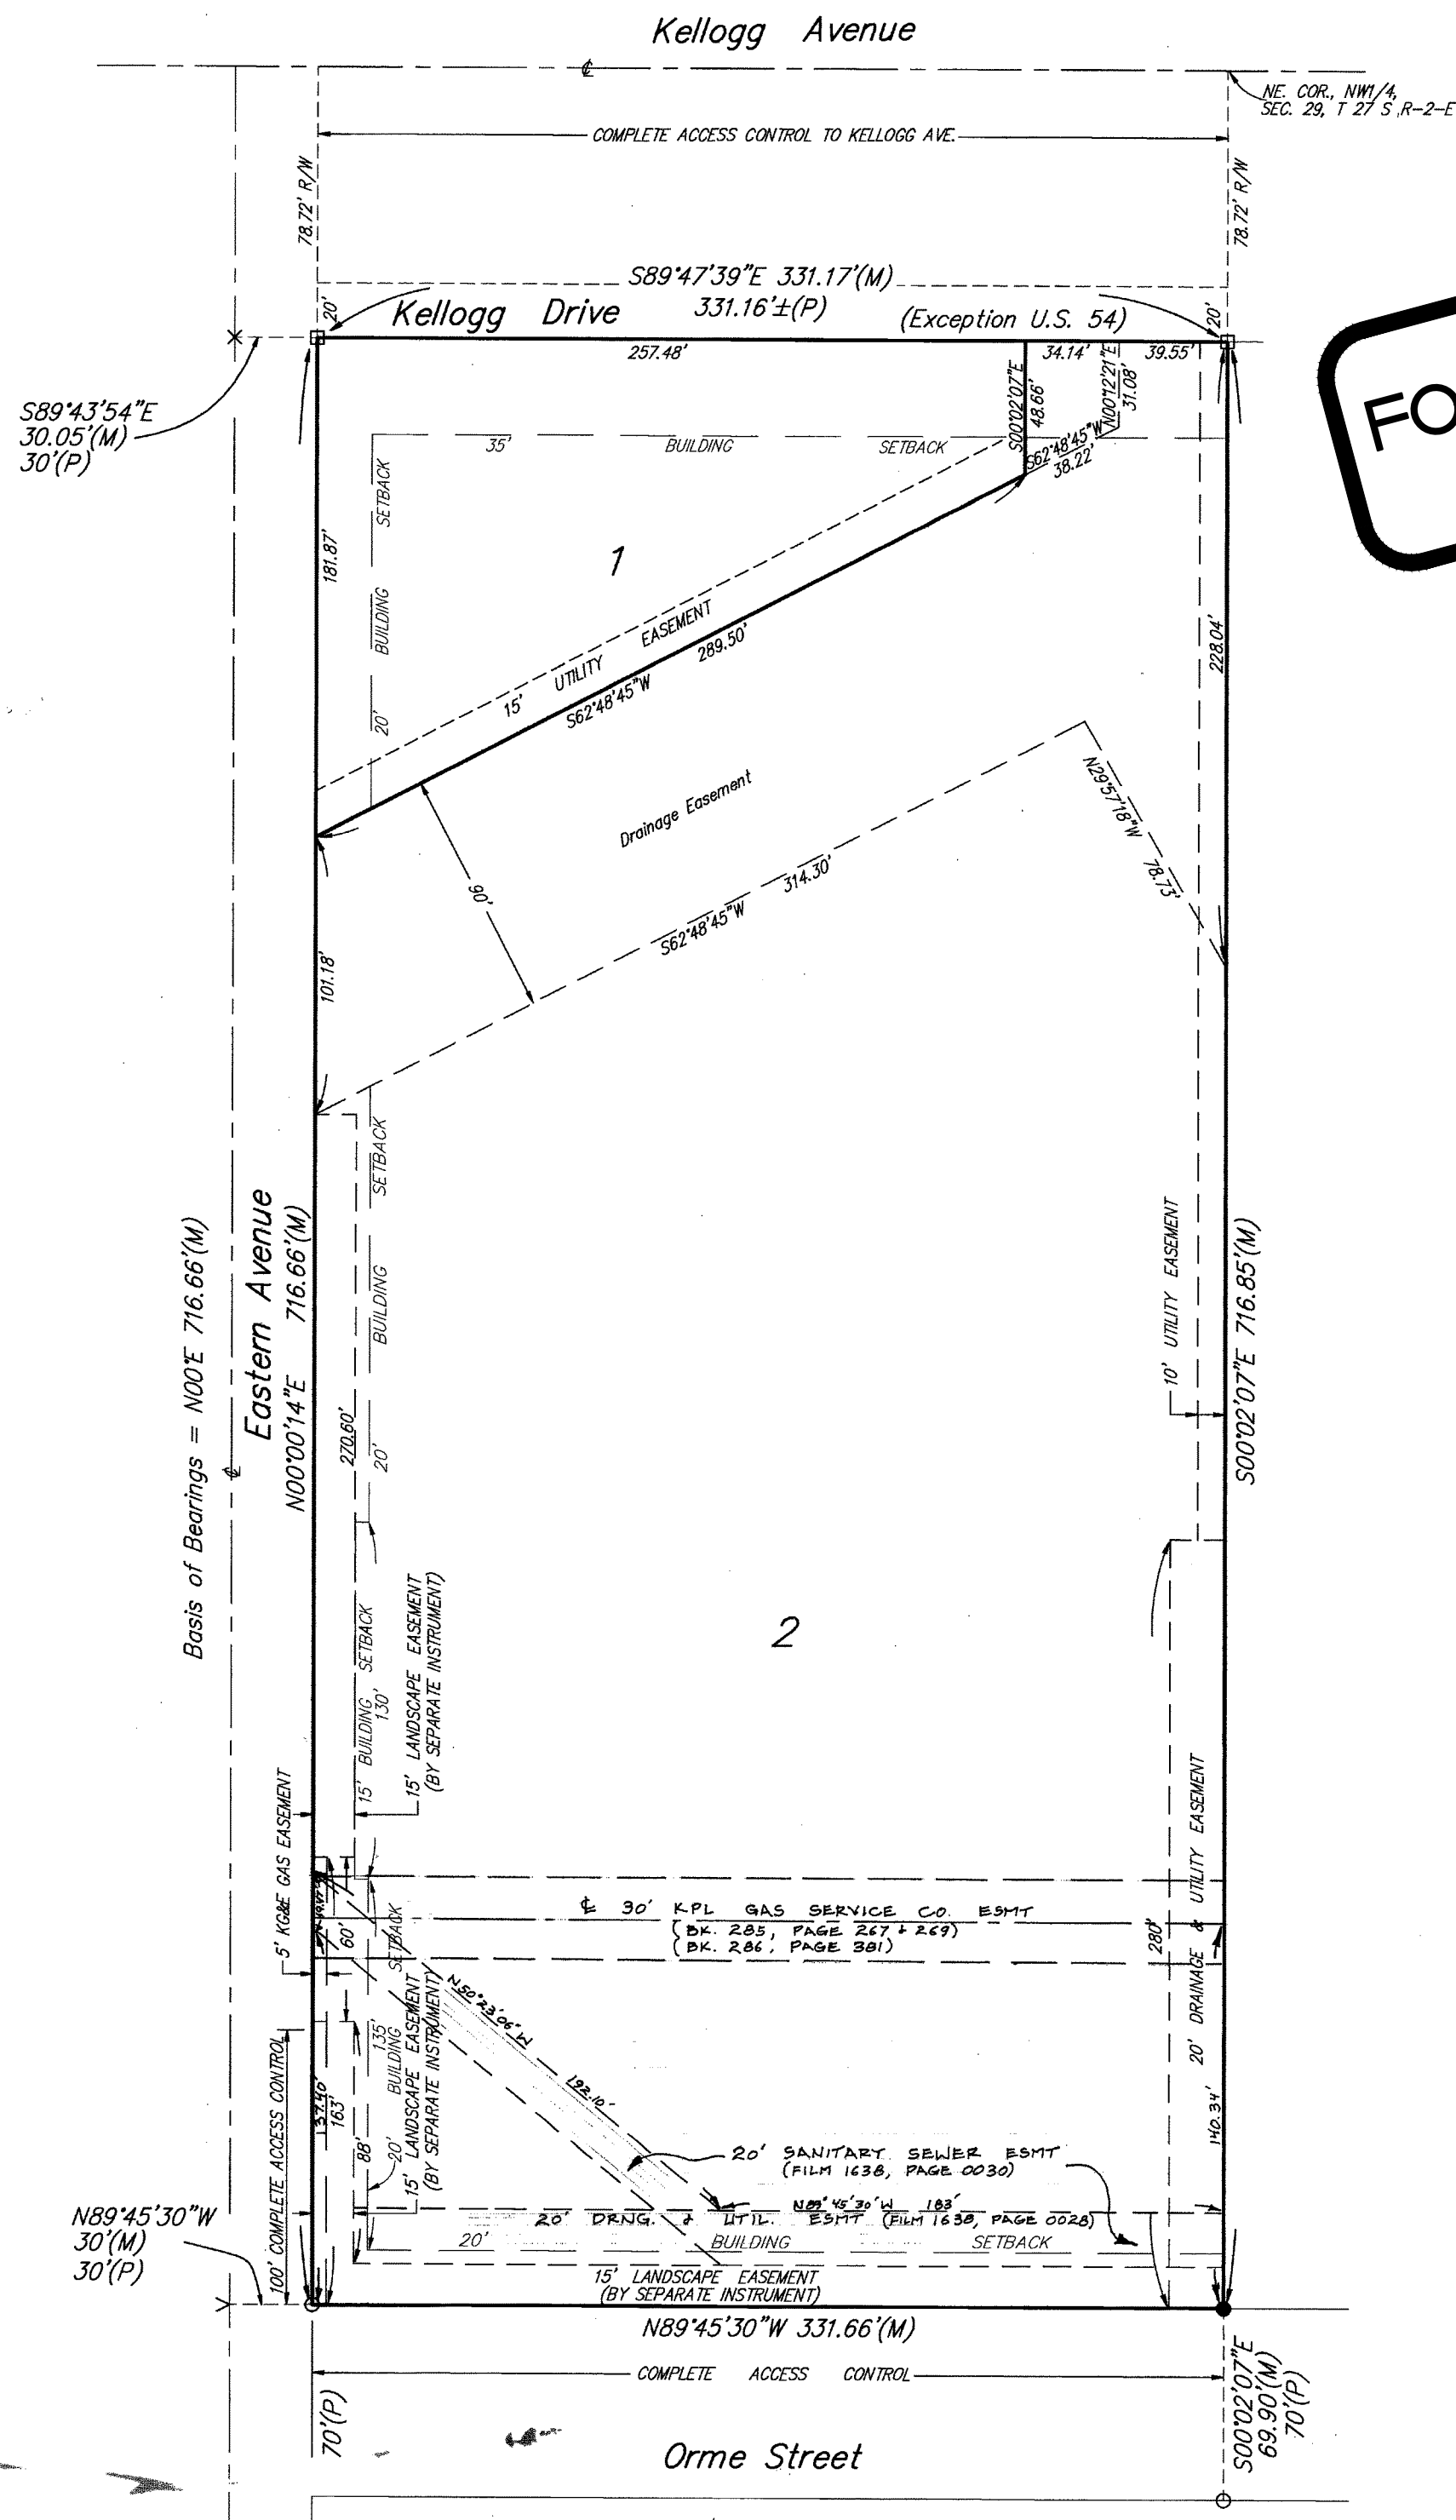 Kellogg Avenue
℄
NE. COR., NW1/4,
SEC. 29, T 27 S ,R-2-E
COMPLETE ACCESS CONTROL TO KELLOGG AVE.
78.72' R/W
78.72' R/W
S89°47'39"E 331.17'(M)
331.16'±(P)
20'
Kellogg Drive
(Exception U.S. 54)
20'
FO
257.48'
34.14'
39.55'
S00°02'07"E
48.66'
N00°12'21"E
31.08'
S62°48'45"W
38.22'
S89°43'54"E
30.05'(M)
30'(P)
35' BUILDING SETBACK
20' BUILDING SETBACK
181.87'
1
15' UTILITY EASEMENT
289.50'
S62°48'45"W
228.04'
Drainage Easement
90'
N29°57'18"W
78.73'
S62°48'45"W 314.30'
101.18'
20' BUILDING SETBACK
270.60'
Basis of Bearings = N00°E 716.66'(M)
℄
Eastern Avenue
N00°00'14"E 716.66'(M)
10' UTILITY EASEMENT
S00°02'07"E 716.85'(M)
2
15' BUILDING SETBACK
130'
15' LANDSCAPE EASEMENT
(BY SEPARATE INSTRUMENT)
5' KG&E GAS EASEMENT
60'
℄ 30' KPL GAS SERVICE CO. ESMT
(BK. 285, PAGE 267 & 269)
(BK. 286, PAGE 381)
280'
20' DRAINAGE & UTILITY EASEMENT
N50°23'06"W
192.10
135'
20' BUILDING SETBACK
15' LANDSCAPE EASEMENT
(BY SEPARATE INSTRUMENT)
100' COMPLETE ACCESS CONTROL
137.40'
163'
88'
140.34'
20' SANITARY SEWER ESMT
(FILM 1638, PAGE 0030)
N89°45'30"W 183'
20' DRNG. & UTIL. ESMT (FILM 1638, PAGE 0028)
20' BUILDING SETBACK
15' LANDSCAPE EASEMENT
(BY SEPARATE INSTRUMENT)
N89°45'30"W
30'(M)
30'(P)
N89°45'30"W 331.66'(M)
COMPLETE ACCESS CONTROL
70'(P)
S00°02'07"E
69.90'(M)
70'(P)
Orme Street